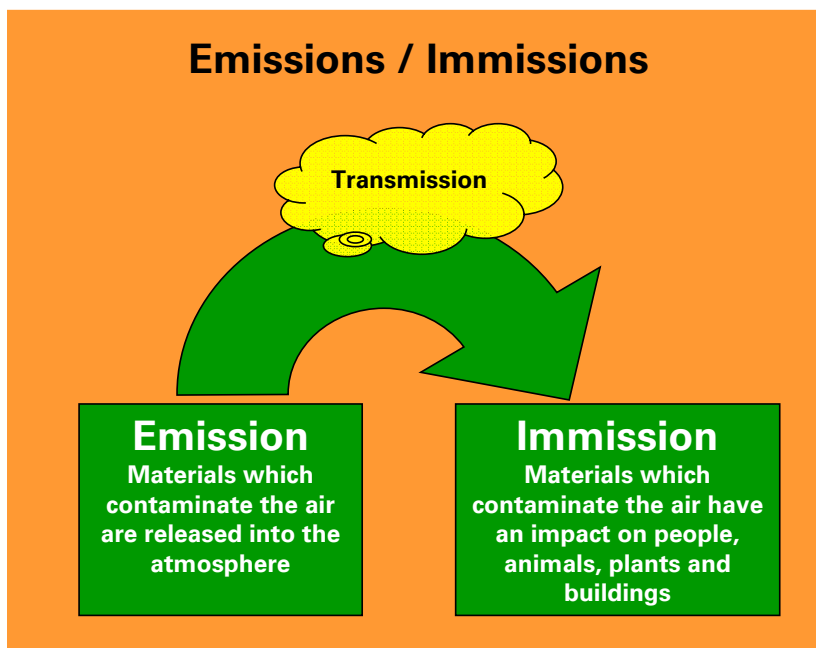 Emissions / Immissions
Transmission
Emission
Materials which
contaminate the air
are released into the
atmosphere
Immission
Materials which
contaminate the air have
an impact on people,
animals, plants and
buildings